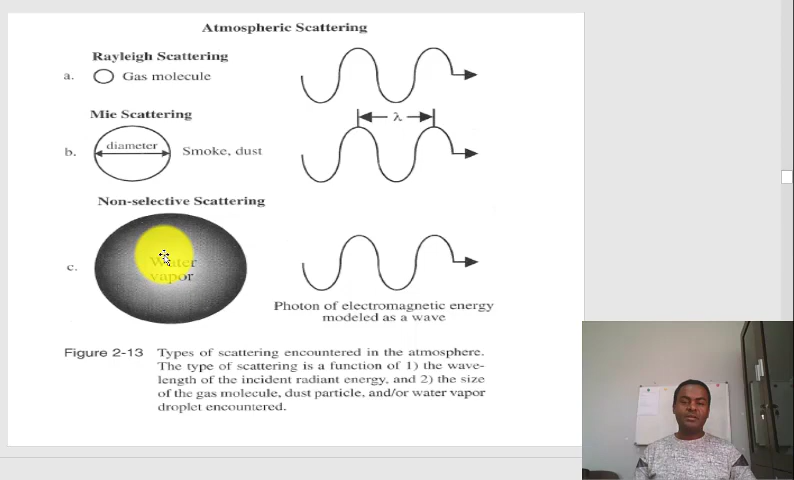 Atmospheric Scattering
Rayleigh Scattering
a. Gas molecule
Mie Scattering
λ
b. diameter Smoke, dust
Non-selective Scattering
c. Water
vapor
Photon of electromagnetic energy
modeled as a wave
Figure 2-13 Types of scattering encountered in the atmosphere.
The type of scattering is a function of 1) the wave-
length of the incident radiant energy, and 2) the size
of the gas molecule, dust particle, and/or water vapor
droplet encountered.